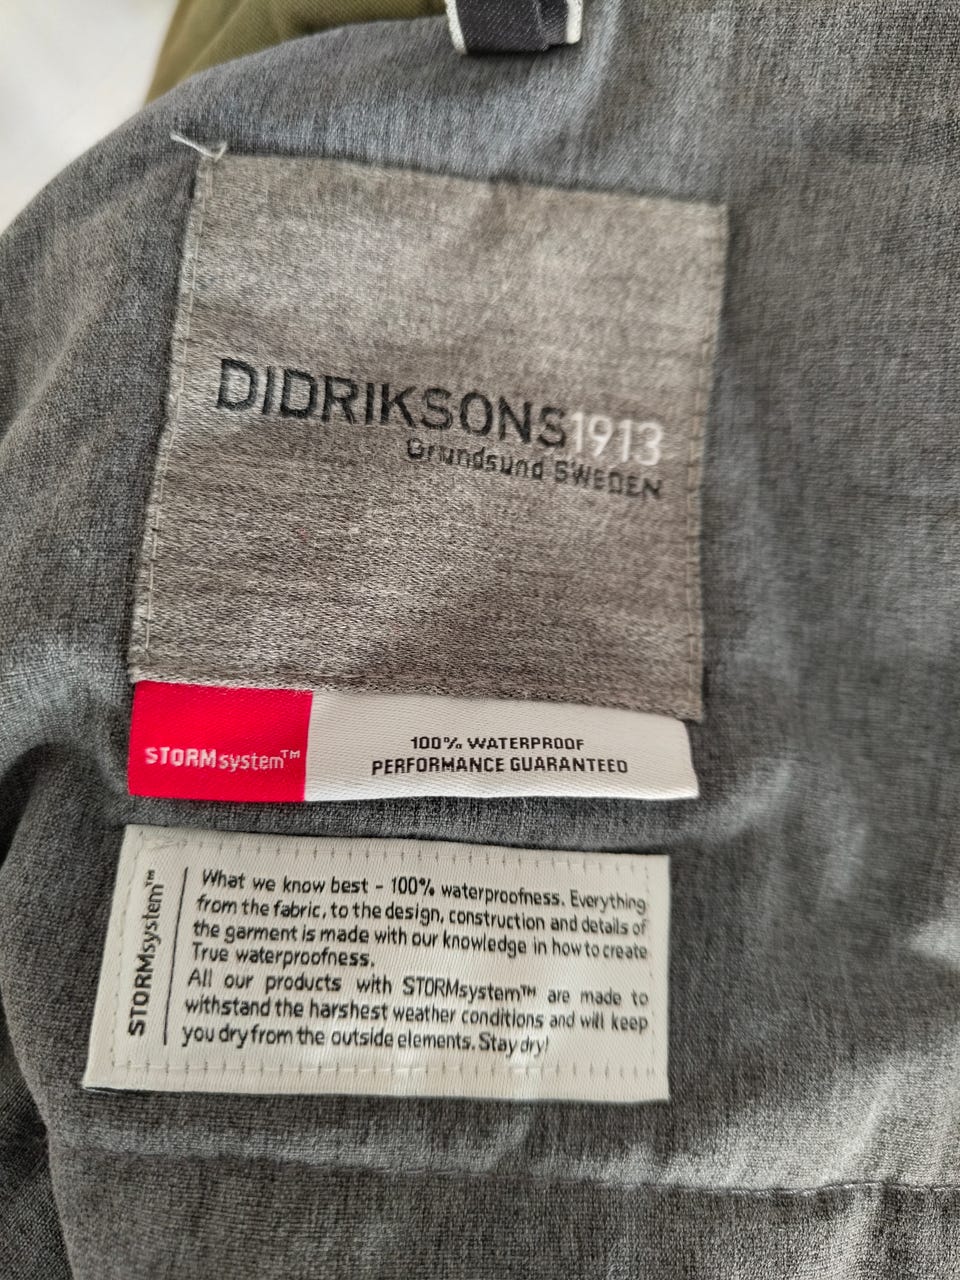 DIDRIKSONS1913
Grundsund SWEDEN
STORMsystem™
100% WATERPROOF
PERFORMANCE GUARANTEED
STORMsystem™
What we know best - 100% waterproofness. Everything
from the fabric, to the design, construction and details of
the garment is made with our knowledge in how to create
True waterproofness.
All our products with STORMsystem™ are made to
withstand the harshest weather conditions and will keep
you dry from the outside elements. Stay dry!